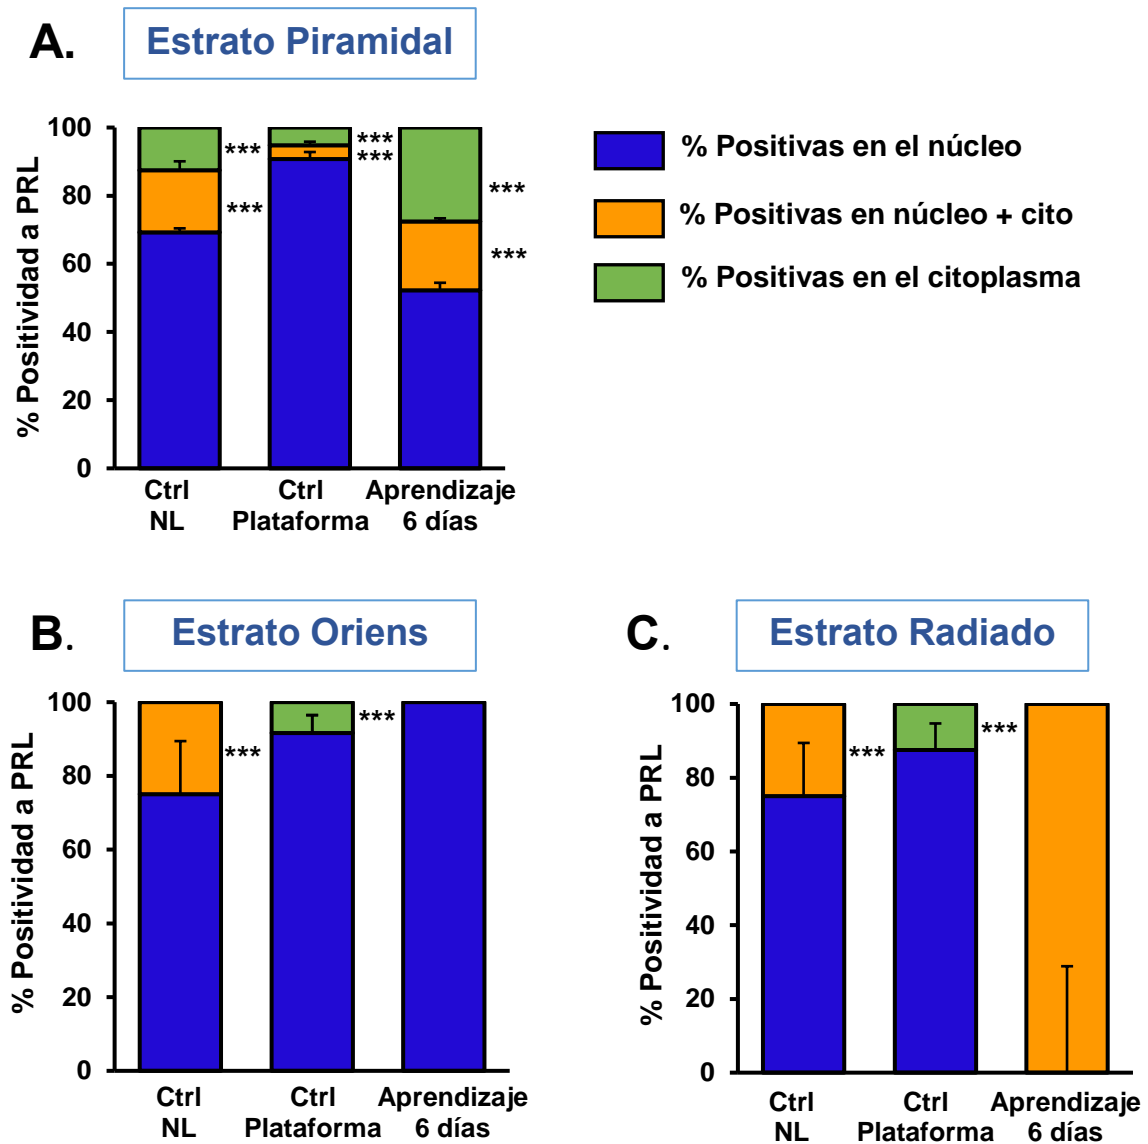 A.
Estrato Piramidal
% Positividad a PRL
100
80
60
40
20
0
***
***
***
***
***
***
Ctrl
NL
Ctrl
Plataforma
Aprendizaje
6 días
% Positivas en el núcleo
% Positivas en núcleo + cito
% Positivas en el citoplasma
B.
Estrato Oriens
% Positividad a PRL
100
80
60
40
20
0
***
***
Ctrl
NL
Ctrl
Plataforma
Aprendizaje
6 días
C.
Estrato Radiado
% Positividad a PRL
100
80
60
40
20
0
***
***
Ctrl
NL
Ctrl
Plataforma
Aprendizaje
6 días